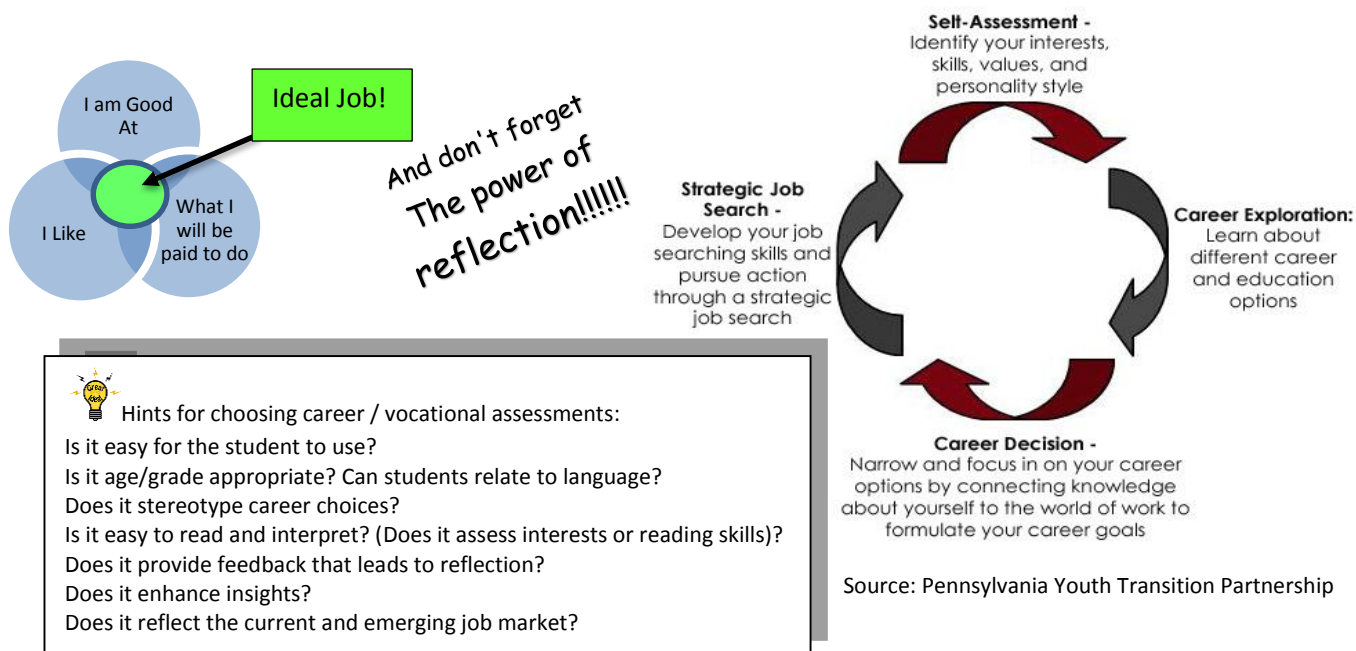 I am Good
At
I Like
What I
will be
paid to do
Ideal Job!
And don't forget
The power of
reflection!!!!!!
Self-Assessment -
Identify your interests,
skills, values, and
personality style
Career Exploration:
Learn about
different career
and education
options
Career Decision -
Narrow and focus in on your career
options by connecting knowledge
about yourself to the world of work to
formulate your career goals
Strategic Job
Search -
Develop your job
searching skills and
pursue action
through a strategic
job search
Source: Pennsylvania Youth Transition Partnership
Great
Idea
Hints for choosing career / vocational assessments:
Is it easy for the student to use?
Is it age/grade appropriate? Can students relate to language?
Does it stereotype career choices?
Is it easy to read and interpret? (Does it assess interests or reading skills)?
Does it provide feedback that leads to reflection?
Does it enhance insights?
Does it reflect the current and emerging job market?